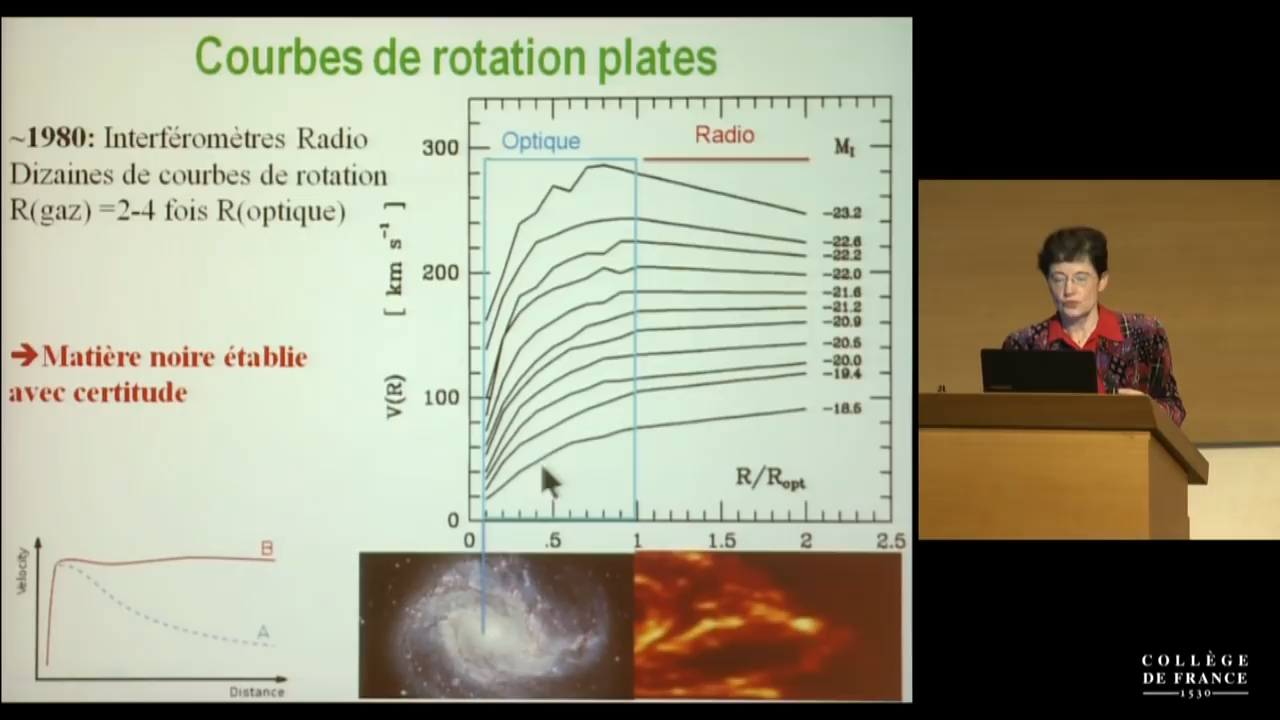 Courbes de rotation plates
~1980: Interféromètres Radio
Dizaines de courbes de rotation
R(gaz) =2-4 fois R(optique)
➔Matière noire établie
avec certitude
Velocity
B
A
Distance
V(R) [ km s⁻¹ ]
300
200
100
0
Optique
Radio
M_I
-23.2
-22.6
-22.2
-22.0
-21.6
-21.2
-20.9
-20.5
-20.0
-19.4
-18.5
R/R_opt
0 .5 1 1.5 2 2.5
COLLÈGE
DE FRANCE
1530